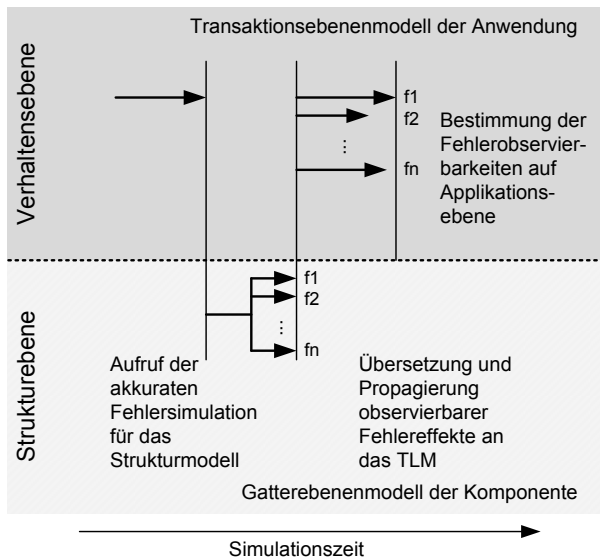 Transaktionsebenenmodell der Anwendung
Verhaltensebene
f1
f2
⋮
fn
Bestimmung der
Fehlerobservier-
barkeiten auf
Applikations-
ebene
Strukturebene
f1
f2
⋮
fn
Aufruf der
akkuraten
Fehlersimulation
für das
Strukturmodell
Übersetzung und
Propagierung
observierbarer
Fehlereffekte an
das TLM
Gatterebenenmodell der Komponente
Simulationszeit